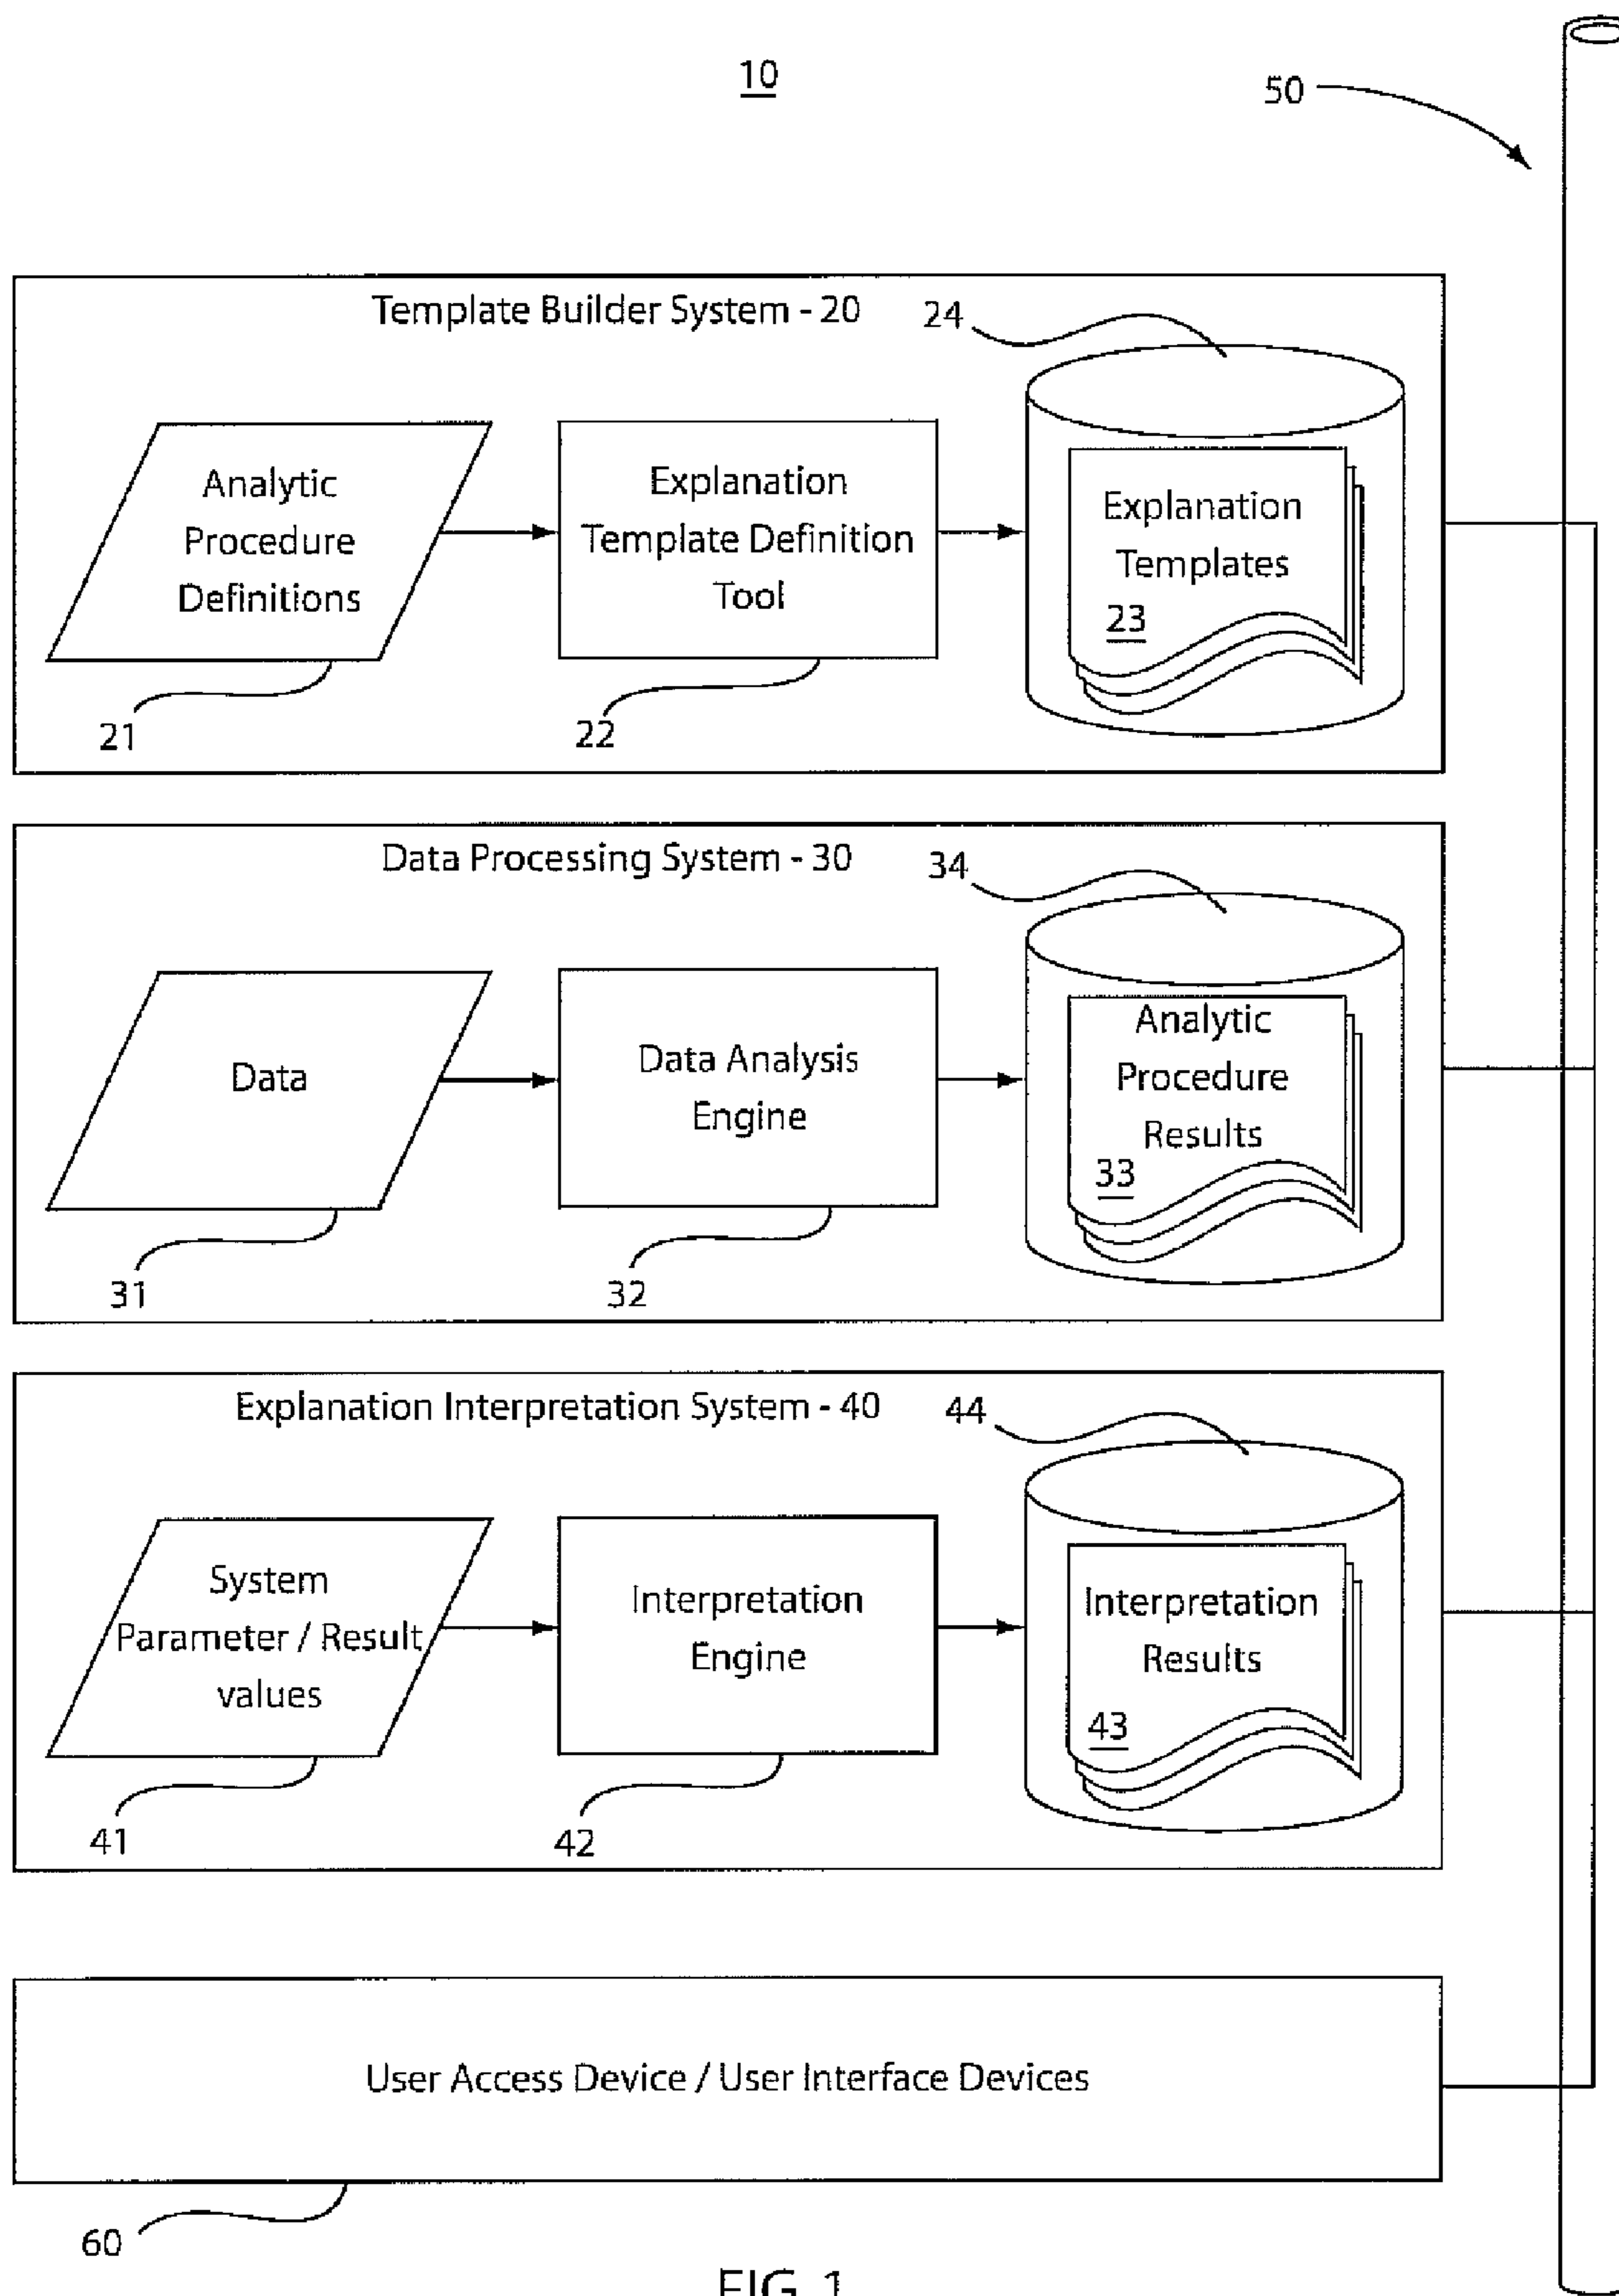 10
50
Template Builder System - 20
24
Analytic
Procedure
Definitions
Explanation
Template Definition
Tool
Explanation
Templates
23
21
22
Data Processing System - 30
34
Data
Data Analysis
Engine
Analytic
Procedure
Results
33
31
32
Explanation Interpretation System - 40
44
System
Parameter / Result
values
Interpretation
Engine
Interpretation
Results
43
41
42
User Access Device / User Interface Devices
60
FIG. 1